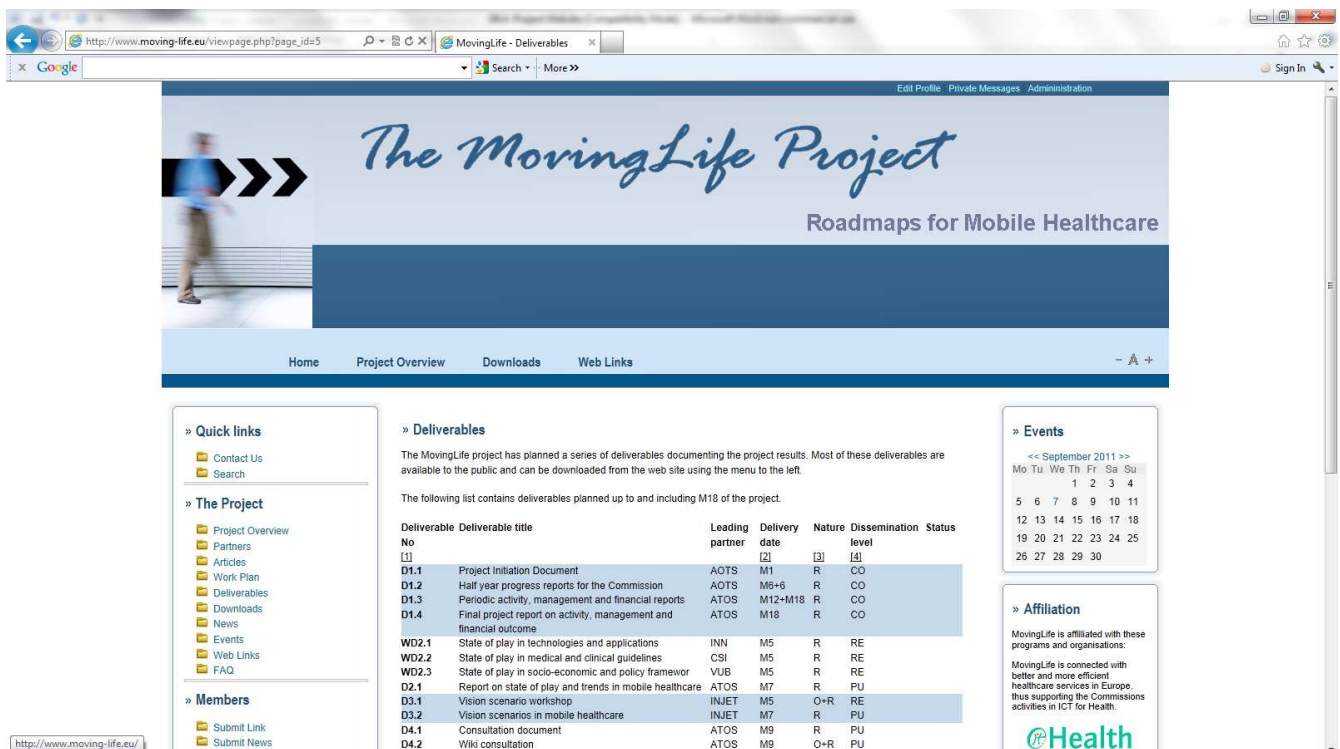 http://www.moving-life.eu/viewpage.php?page_id=5
MovingLife - Deliverables
x Google
Search
More >>
Sign In
Edit Profile Private Messages Admininistration
The MovingLife Project
Roadmaps for Mobile Healthcare
Home Project Overview Downloads Web Links
- A +
» Quick links
Contact Us
Search
» The Project
Project Overview
Partners
Articles
Work Plan
Deliverables
Downloads
News
Events
Web Links
FAQ
» Members
Submit Link
Submit News
» Deliverables
The MovingLife project has planned a series of deliverables documenting the project results. Most of these deliverables are
available to the public and can be downloaded from the web site using the menu to the left.
The following list contains deliverables planned up to and including M18 of the project.
Deliverable Deliverable title Leading Delivery Nature Dissemination Status
No partner date level
[1] [2] [3] [4]
D1.1 Project Initiation Document AOTS M1 R CO
D1.2 Half year progress reports for the Commission AOTS M6+6 R CO
D1.3 Periodic activity, management and financial reports ATOS M12+M18 R CO
D1.4 Final project report on activity, management and ATOS M18 R CO
financial outcome
WD2.1 State of play in technologies and applications INN M5 R RE
WD2.2 State of play in medical and clinical guidelines CSI M5 R RE
WD2.3 State of play in socio-economic and policy framewor VUB M5 R RE
D2.1 Report on state of play and trends in mobile healthcare ATOS M7 R PU
D3.1 Vision scenario workshop INJET M5 O+R RE
D3.2 Vision scenarios in mobile healthcare INJET M7 R PU
D4.1 Consultation document ATOS M9 R PU
D4.2 Wiki consultation ATOS M9 O+R PU
» Events
<< September 2011 >>
Mo Tu We Th Fr Sa Su
1 2 3 4
5 6 7 8 9 10 11
12 13 14 15 16 17 18
19 20 21 22 23 24 25
26 27 28 29 30
» Affiliation
MovingLife is affiliated with these
programs and organisations:
MovingLife is connected with
better and more efficient
healthcare services in Europe,
thus supporting the Commissions
activities in ICT for Health.
Health
http://www.moving-life.eu/